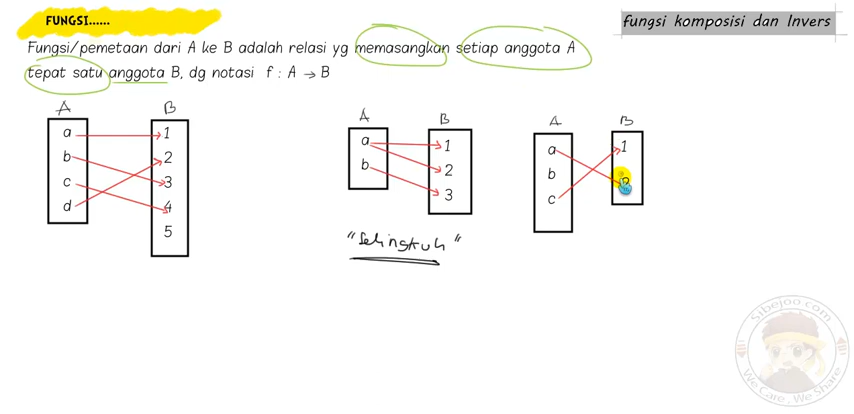 FUNGSI......
fungsi komposisi dan Invers
Fungsi/pemetaan dari A ke B adalah relasi yg memasangkan setiap anggota A
tepat satu anggota B, dg notasi f : A → B
A B
a 1
b 2
c 3
d 4
5
A B
a 1
b 2
3
"Selingkuh"
A B
a 1
b
c
Sibejoo.com
We Care, We Share